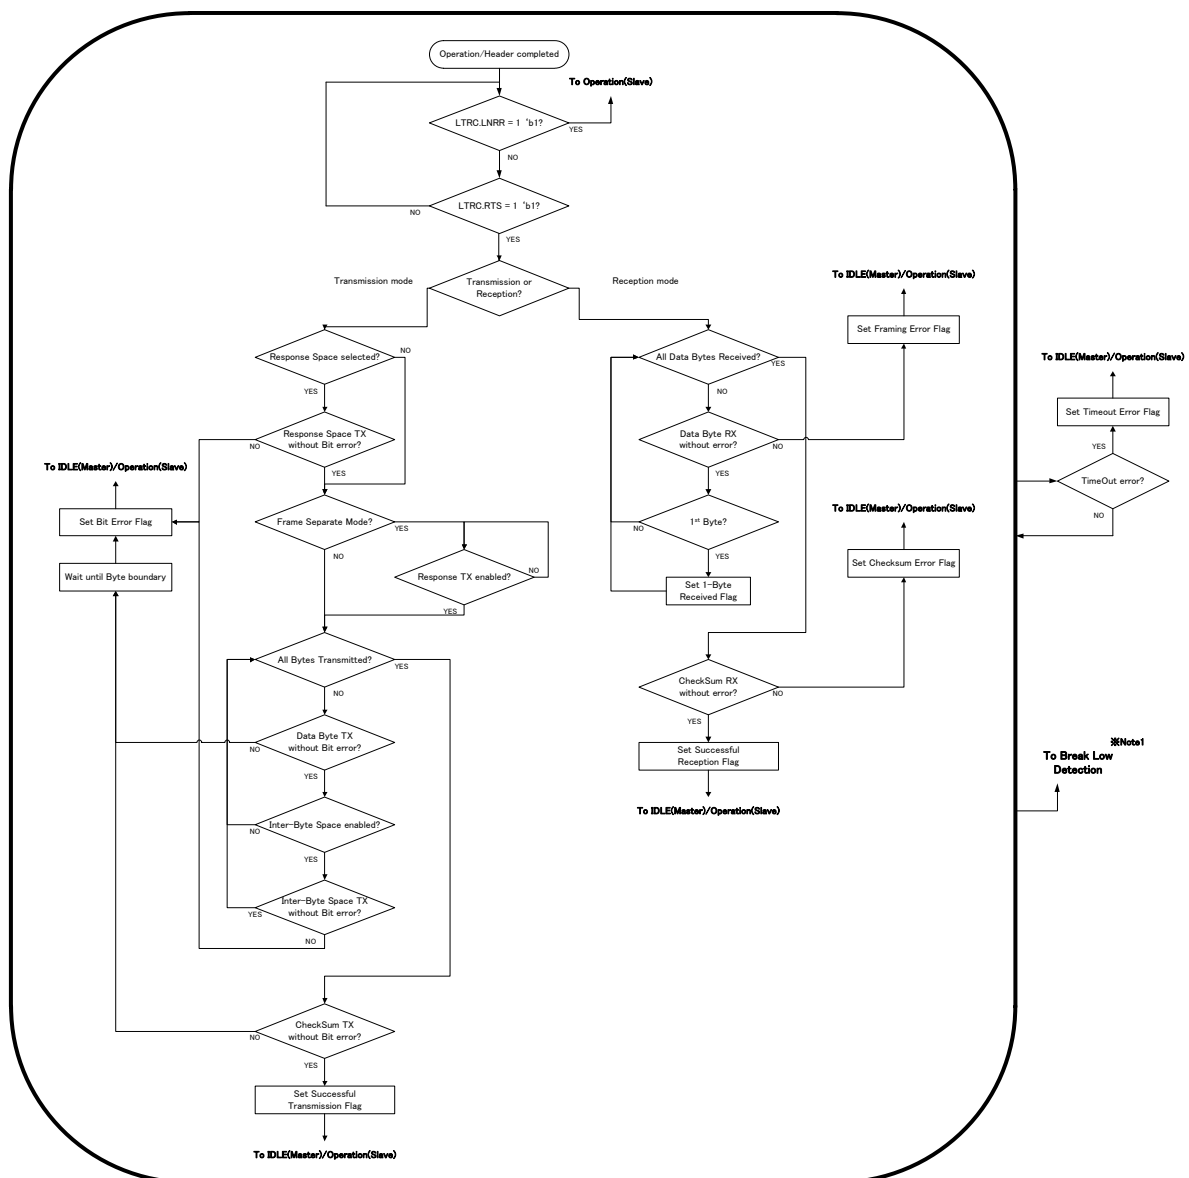 Operation/Header completed
To Operation(Slave)
LTRC.LNRR = 1 'b1?
YES
NO
LTRC.RTS = 1 'b1?
NO
YES
Transmission mode
Transmission or
Reception?
Reception mode
To IDLE(Master)/Operation(Slave)
Set Framing Error Flag
Response Space selected?
NO
YES
All Data Bytes Received?
YES
NO
To IDLE(Master)/Operation(Slave)
Set Timeout Error Flag
YES
TimeOut error?
NO
Response Space TX
without Bit error?
NO
YES
Data Byte RX
without error?
NO
YES
To IDLE(Master)/Operation(Slave)
Set Bit Error Flag
Wait until Byte boundary
Frame Separate Mode?
YES
NO
Response TX enabled?
NO
YES
1st Byte?
NO
YES
Set 1-Byte
Received Flag
To IDLE(Master)/Operation(Slave)
Set Checksum Error Flag
All Bytes Transmitted?
YES
NO
CheckSum RX
without error?
NO
YES
Data Byte TX
without Bit error?
NO
YES
Set Successful
Reception Flag
To IDLE(Master)/Operation(Slave)
※Note1
To Break Low
Detection
Inter-Byte Space enabled?
NO
YES
Inter-Byte Space TX
without Bit error?
YES
NO
CheckSum TX
without Bit error?
NO
YES
Set Successful
Transmission Flag
To IDLE(Master)/Operation(Slave)